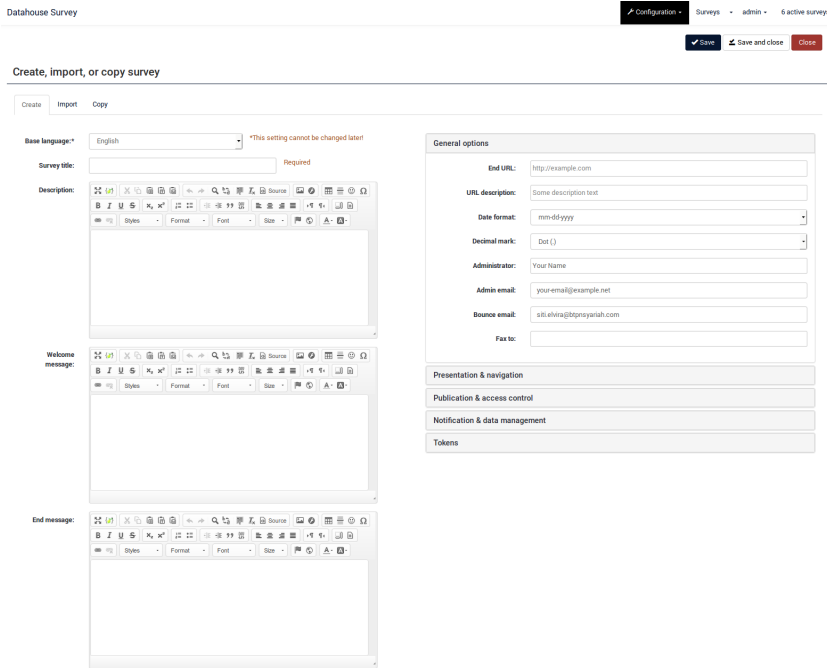 Datahouse Survey
Configuration
Surveys
admin
6 active surveys
Save
Save and close
Close
Create, import, or copy survey
Create
Import
Copy
Base language:*
English
*This setting cannot be changed later!
Survey title:
Required
Description:
Source
B I U S
Styles
Format
Font
Size
Welcome
message:
Source
B I U S
Styles
Format
Font
Size
End message:
Source
B I U S
Styles
Format
Font
Size
General options
End URL:
http://example.com
URL description:
Some description text
Date format:
mm-dd-yyyy
Decimal mark:
Dot (.)
Administrator:
Your Name
Admin email:
your-email@example.net
Bounce email:
siti.elvira@btpnsyariah.com
Fax to:
Presentation & navigation
Publication & access control
Notification & data management
Tokens